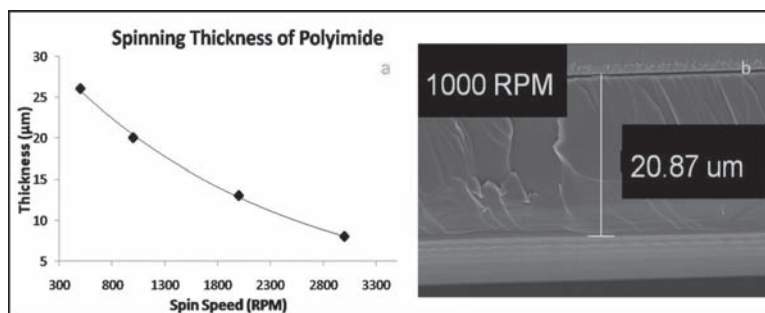 Spinning Thickness of Polyimide
a
Thickness (µm)
30
25
20
15
10
5
300 800 1300 1800 2300 2800 3300
Spin Speed (RPM)
1000 RPM
b
20.87 um